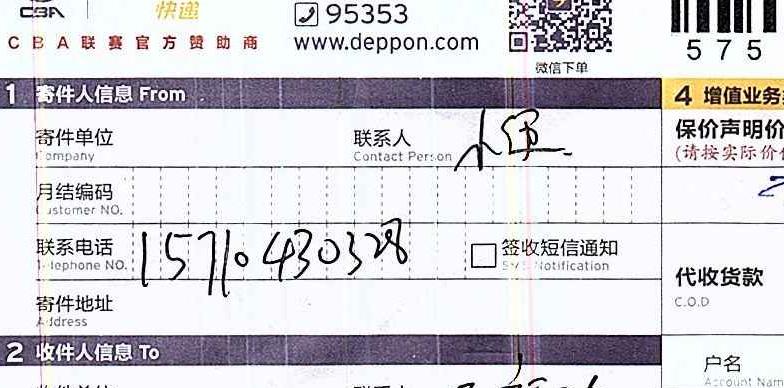 CBA 快递 95353
CBA联赛官方赞助商 www.deppon.com
微信下单
575
1 寄件人信息 From
4 增值业务
寄件单位 联系人
Company Contact Person
保价声明价
(请按实际价
月结编码
Customer NO.
联系电话 15710430328 签收短信通知
Telephone NO. SMS Notification
代收货款
C.O.D
寄件地址
Address
2 收件人信息 To
户名
Account Nam